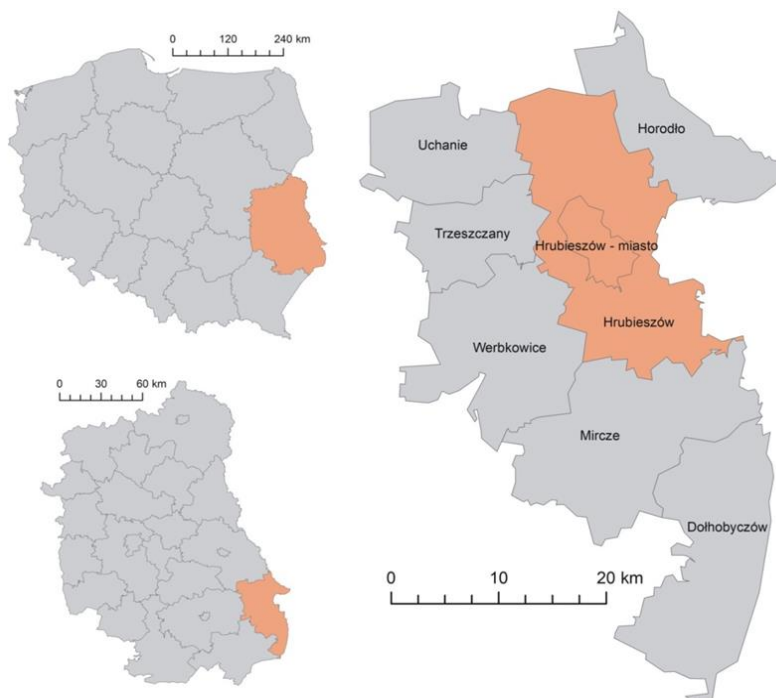 0 120 240 km
Horodło
Uchanie
Trzeszczany
Hrubieszów - miasto
Hrubieszów
Werbkowice
0 30 60 km
Mircze
Dołhobyczów
0 10 20 km